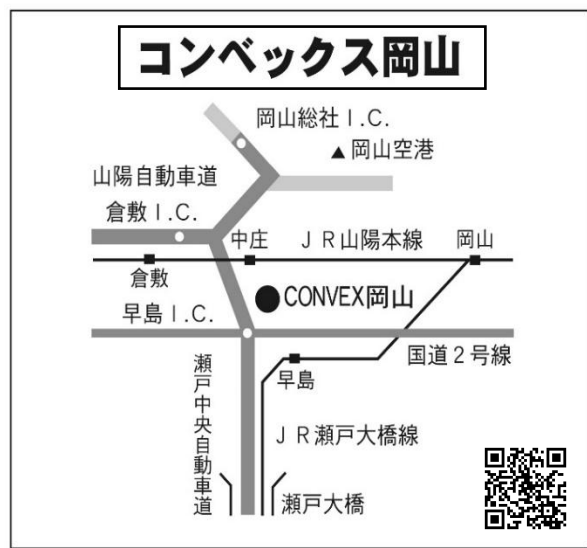 コンベックス岡山
岡山総社Ⅰ.C.
▲岡山空港
山陽自動車道
倉敷Ⅰ.C.
中庄
ＪＲ山陽本線
岡山
倉敷
CONVEX岡山
早島Ⅰ.C.
国道２号線
早島
瀬戸中央自動車道
ＪＲ瀬戸大橋線
瀬戸大橋